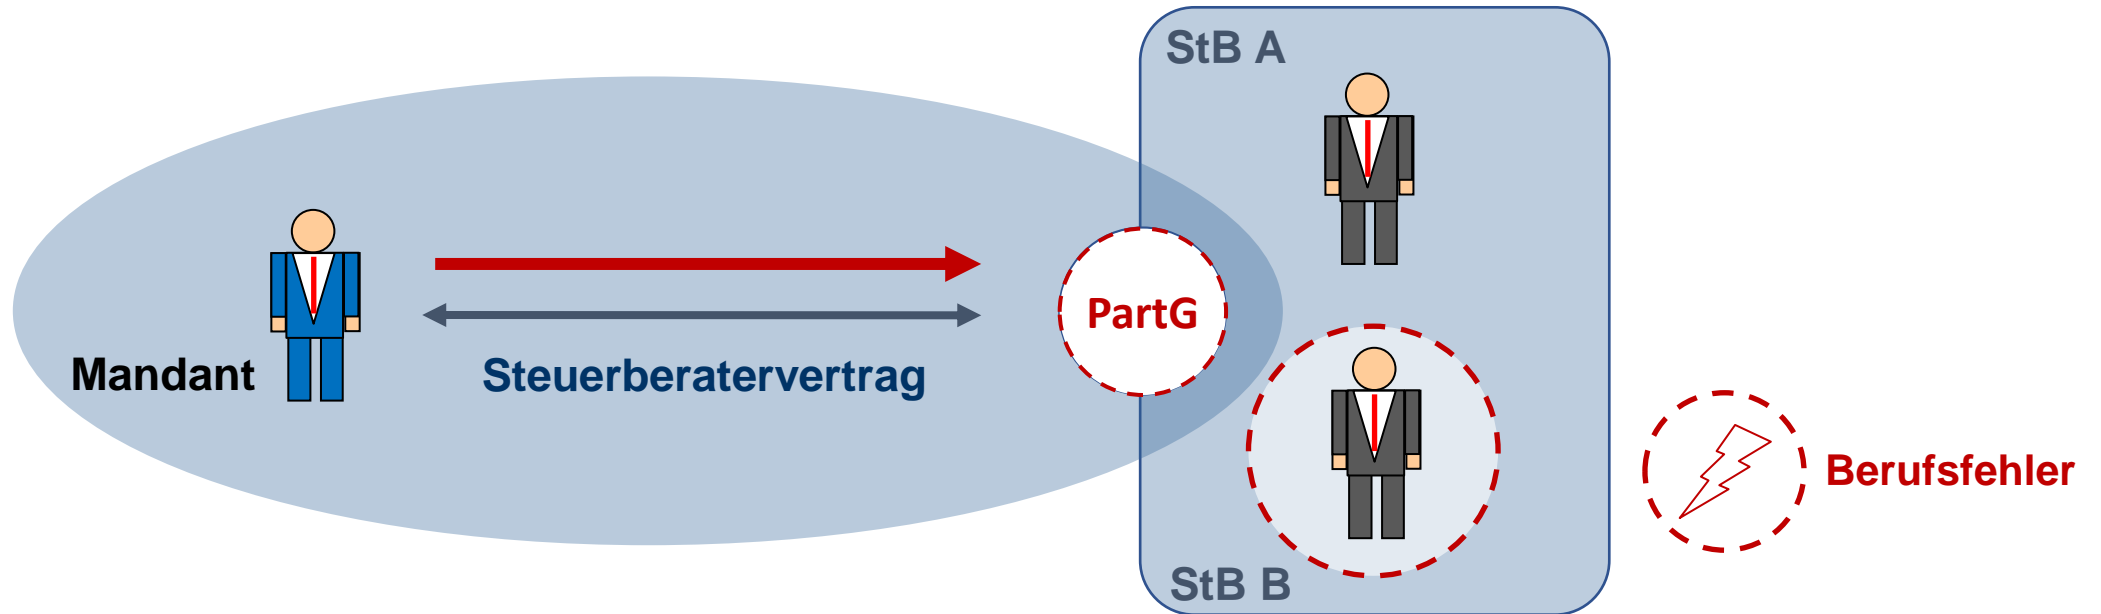 StB A
PartG
Mandant
Steuerberatervertrag
Berufsfehler
StB B